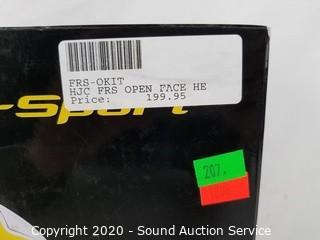 FRS-OKIT
HJC FRS OPEN FACE HE
Price: 199.95
-Sport
207.
Copyright 2020 - Sound Auction Service